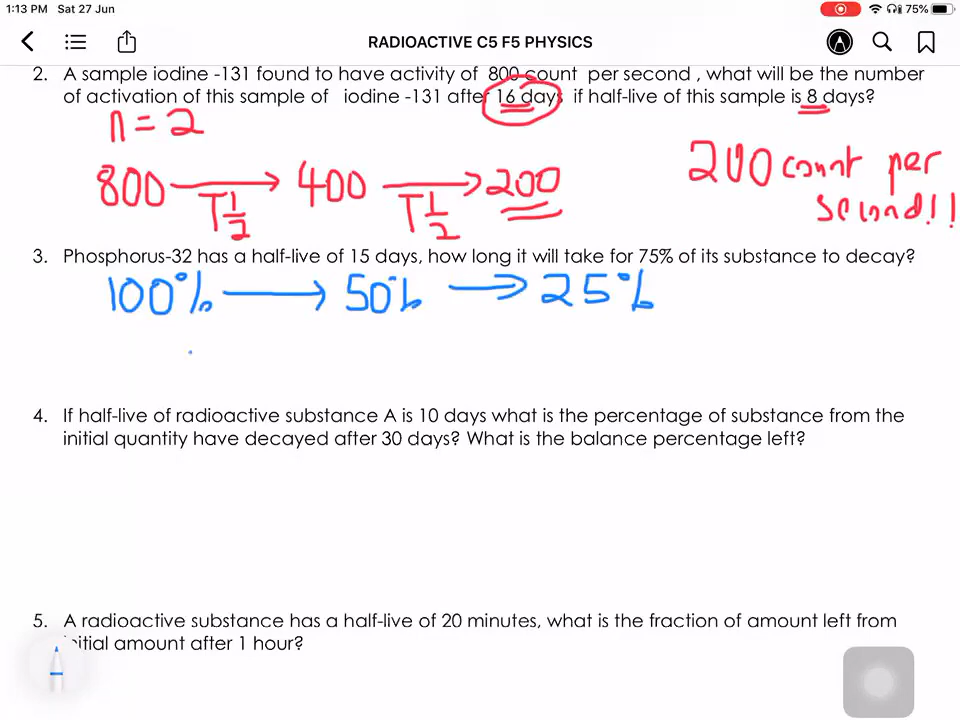 1:13 PM Sat 27 Jun 75%
RADIOACTIVE C5 F5 PHYSICS
2. A sample iodine -131 found to have activity of 800 count per second , what will be the number
of activation of this sample of iodine -131 after 16 days if half-live of this sample is 8 days?
n = 2
800 → 400 → 200
T½ T½
200 count per
second!!
3. Phosphorus-32 has a half-live of 15 days, how long it will take for 75% of its substance to decay?
100% → 50% → 25%
4. If half-live of radioactive substance A is 10 days what is the percentage of substance from the
initial quantity have decayed after 30 days? What is the balance percentage left?
5. A radioactive substance has a half-live of 20 minutes, what is the fraction of amount left from
initial amount after 1 hour?